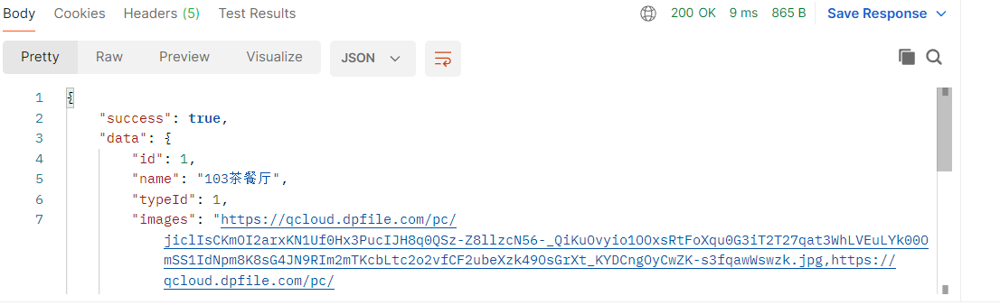 Body Cookies Headers (5) Test Results 200 OK 9 ms 865 B Save Response
Pretty Raw Preview Visualize JSON
1 {
2 "success": true,
3 "data": {
4 "id": 1,
5 "name": "103茶餐厅",
6 "typeId": 1,
7 "images": "https://qcloud.dpfile.com/pc/
jiclIsCKmOI2arxKN1Uf0Hx3PucIJH8q0QSz-Z8llzcN56-_QiKuOvyio1OOxsRtFoXqu0G3iT2T27qat3WhLVEuLYk00O
mSS1IdNpm8K8sG4JN9RIm2mTKcbLtc2o2vfCF2ubeXzk49OsGrXt_KYDCngOyCwZK-s3fqawWswzk.jpg,https://
qcloud.dpfile.com/pc/